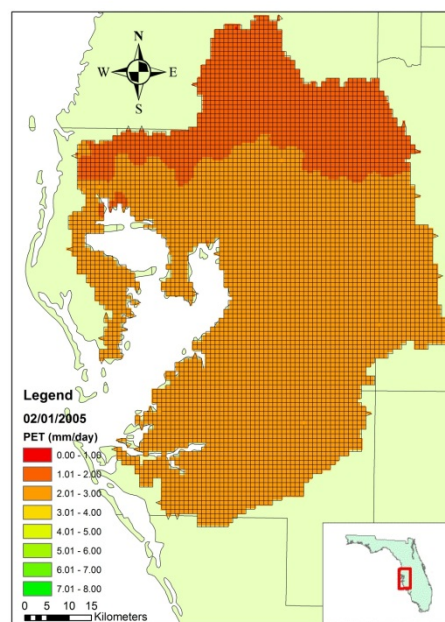 N
W E
S
Legend
02/01/2005
PET (mm/day)
0.00 - 1.00
1.01 - 2.00
2.01 - 3.00
3.01 - 4.00
4.01 - 5.00
5.01 - 6.00
6.01 - 7.00
7.01 - 8.00
0 5 10 15
Kilometers